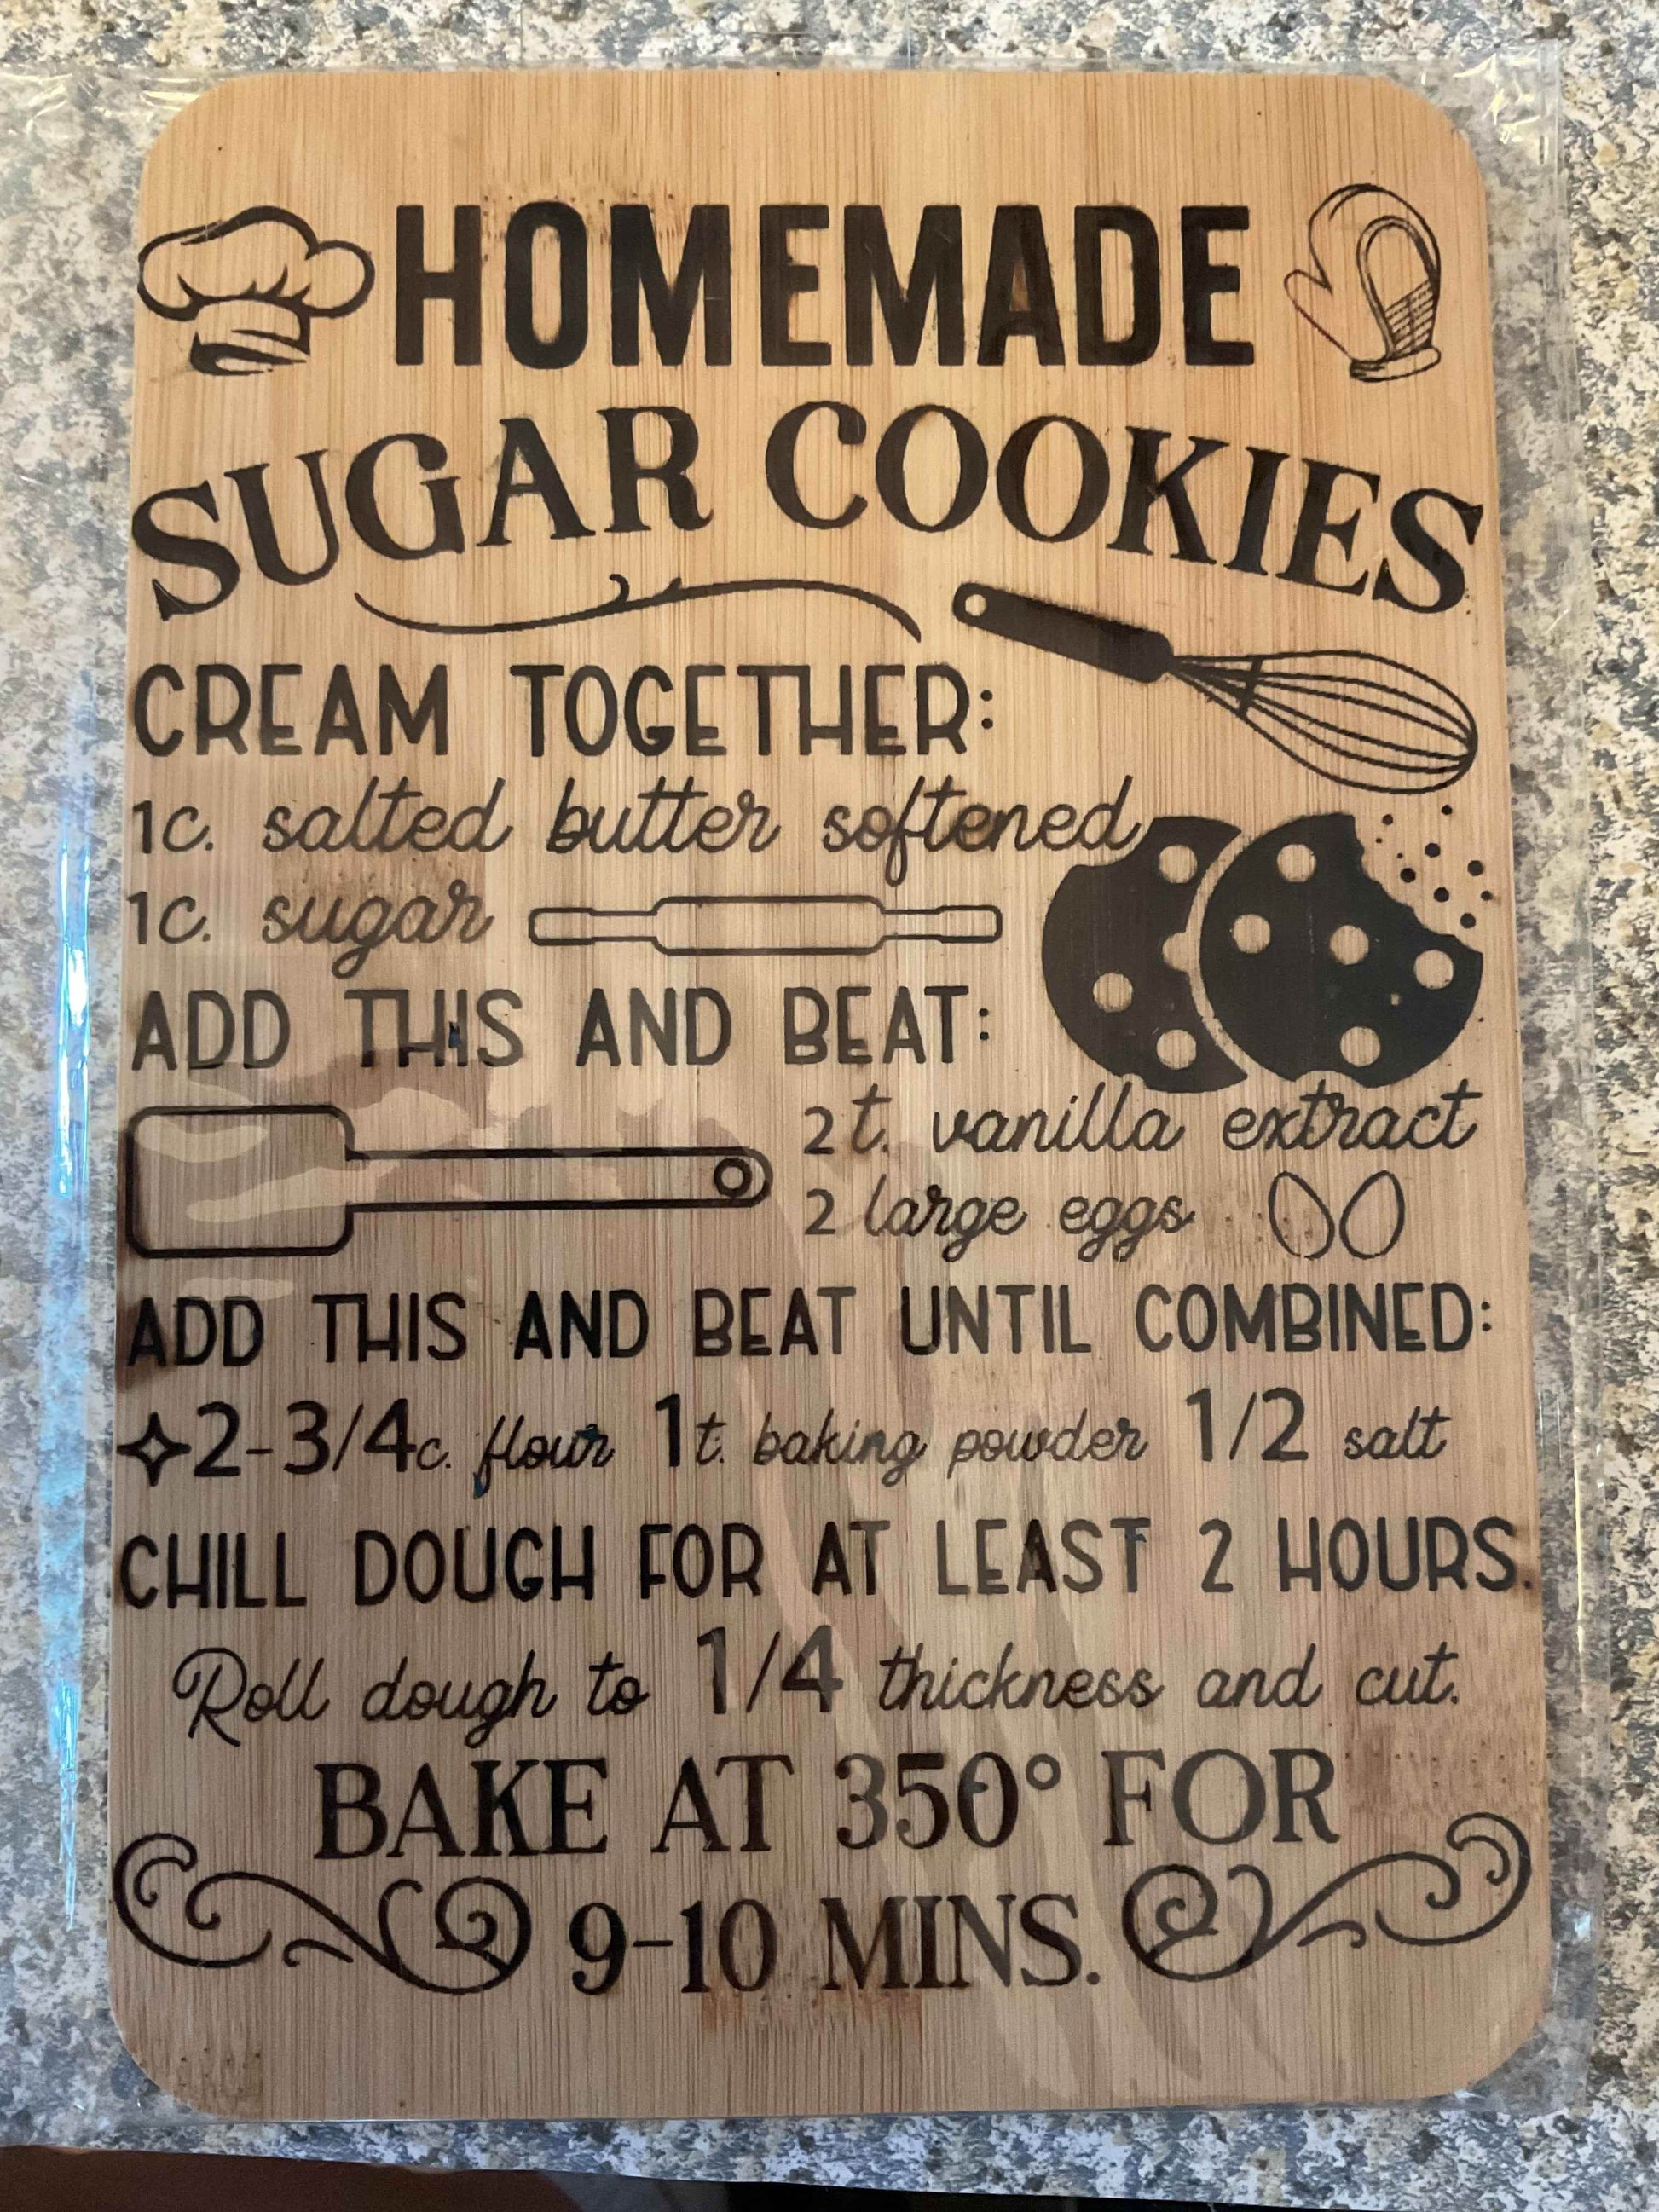 HOMEMADE
SUGAR COOKIES
CREAM TOGETHER:
1c. salted butter softened
1c. sugar
ADD THIS AND BEAT:
2t. vanilla extract
2 large eggs
ADD THIS AND BEAT UNTIL COMBINED:
2-3/4c. flour 1t. baking powder 1/2 salt
CHILL DOUGH FOR AT LEAST 2 HOURS.
Roll dough to 1/4 thickness and cut.
BAKE AT 350° FOR
9-10 MINS.